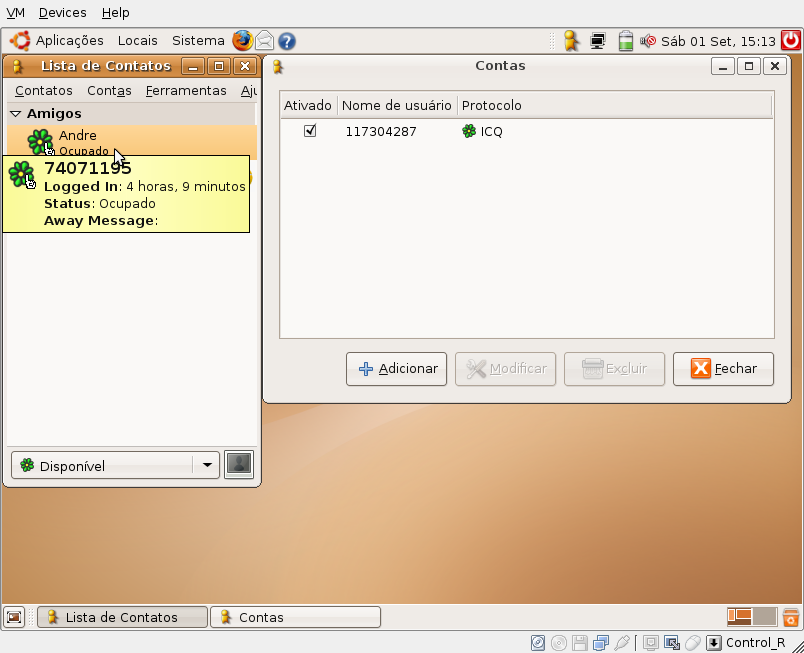 VM Devices Help
Aplicações Locais Sistema Sáb 01 Set, 15:13
Lista de Contatos
Contatos Contas Ferramentas Aju
Amigos
Andre
Ocupado
74071195
Logged In: 4 horas, 9 minutos
Status: Ocupado
Away Message:
Disponível
Contas
Ativado Nome de usuário Protocolo
117304287 ICQ
Adicionar Modificar Excluir Fechar
Lista de Contatos Contas
Control_R